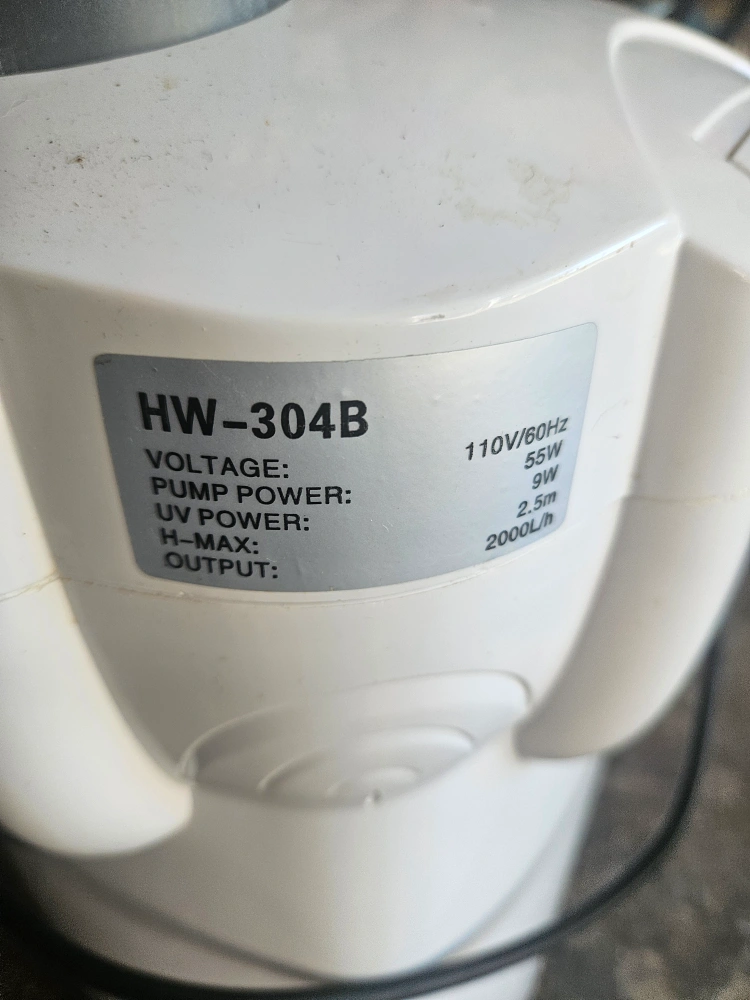 HW-304B
VOLTAGE: 110V/60Hz
PUMP POWER: 55W
UV POWER: 9W
H-MAX: 2.5m
OUTPUT: 2000L/h